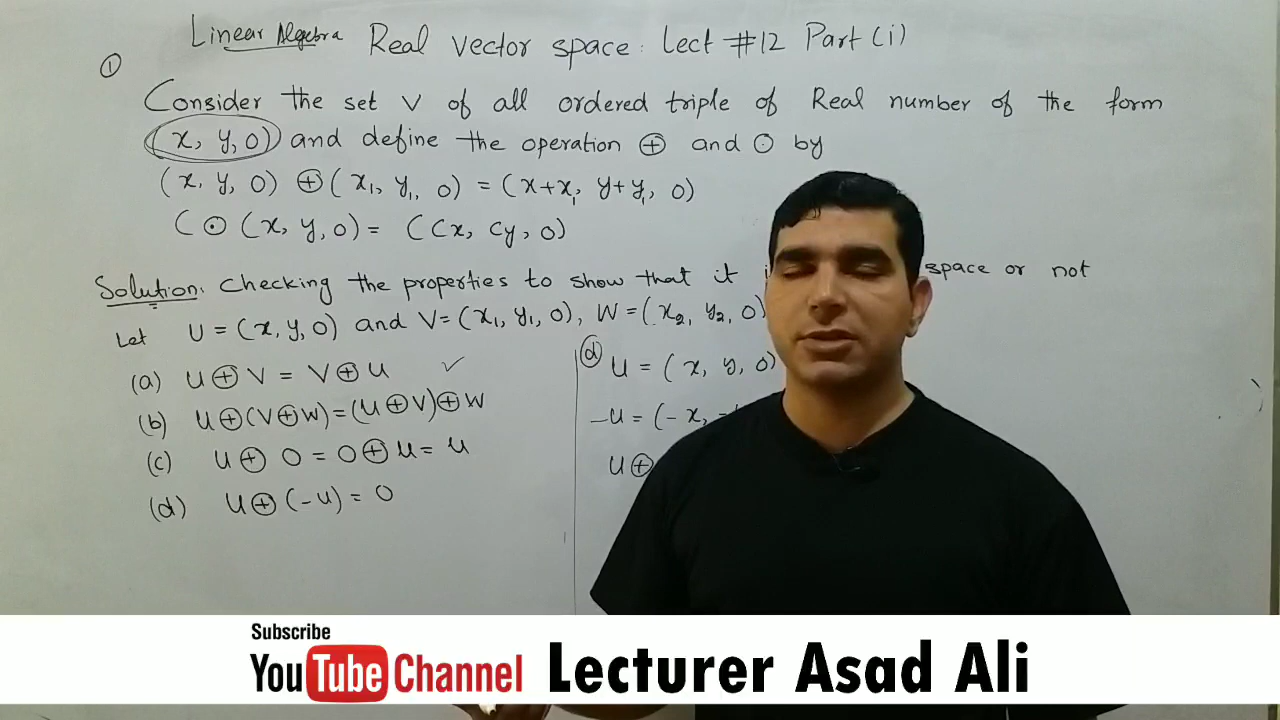 Linear Algebra Real vector space: Lect #12 Part (i)
①
Consider the set V of all ordered triple of Real number of the form
(x, y, 0) and define the operation ⊕ and ⊙ by
(x, y, 0) ⊕ (x₁, y₁, 0) = (x+x₁, y+y₁, 0)
C ⊙ (x, y, 0) = (Cx, Cy, 0)
Solution: checking the properties to show that it space or not
Let U = (x, y, 0) and V = (x₁, y₁, 0), W = (x₂, y₂, 0)
(a) U ⊕ V = V ⊕ U ✓
(b) U ⊕ (V ⊕ W) = (U ⊕ V) ⊕ W
(c) U ⊕ 0 = 0 ⊕ U = U
(d) U ⊕ (-U) = 0
(d) U = (x, y, 0)
-U = (-x, -
U ⊕
Subscribe
YouTube Channel
Lecturer Asad Ali